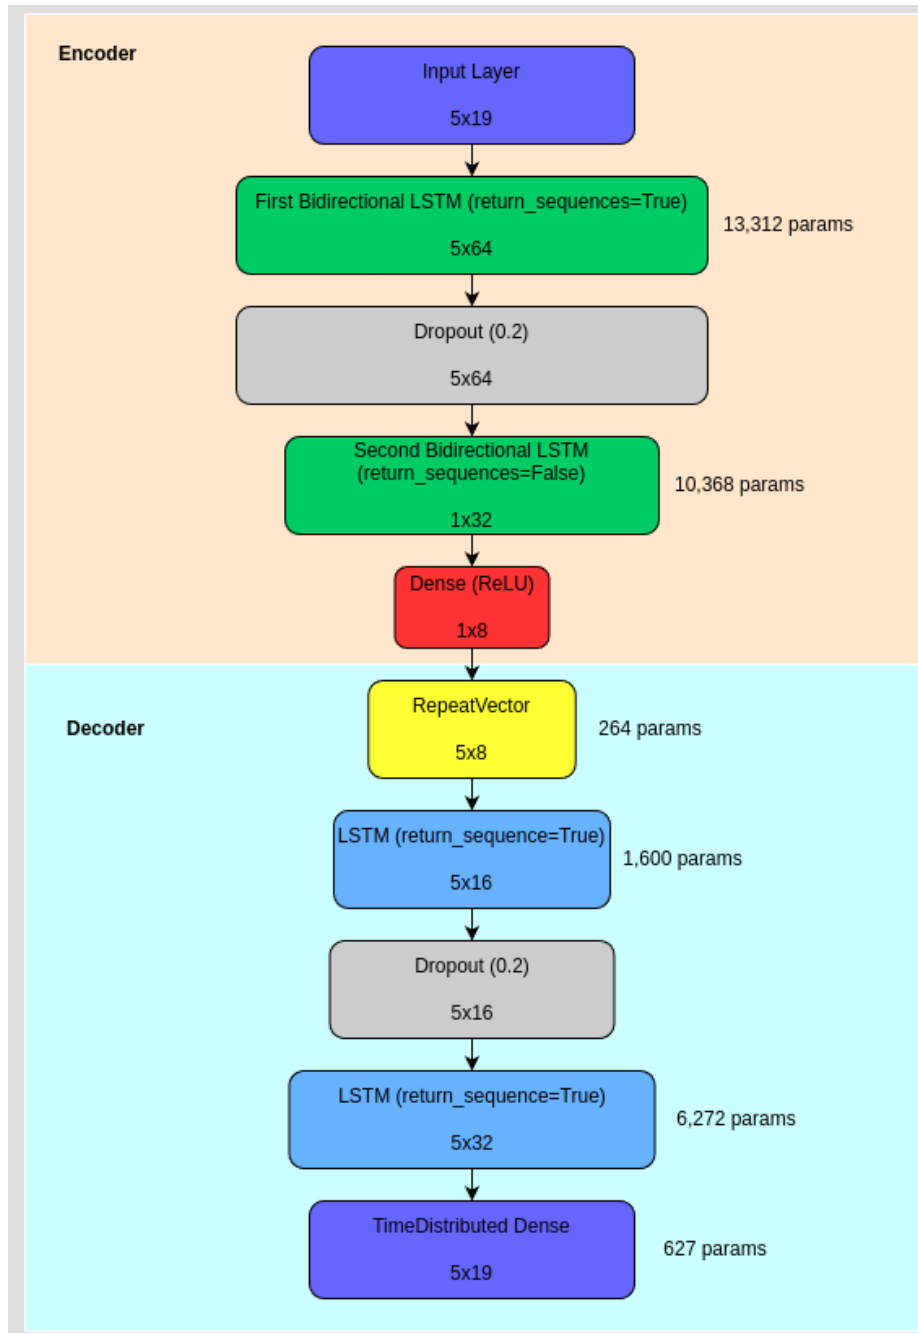 Encoder
Input Layer
5x19
First Bidirectional LSTM (return_sequences=True)
5x64
13,312 params
Dropout (0.2)
5x64
Second Bidirectional LSTM
(return_sequences=False)
1x32
10,368 params
Dense (ReLU)
1x8
Decoder
RepeatVector
5x8
264 params
LSTM (return_sequence=True)
5x16
1,600 params
Dropout (0.2)
5x16
LSTM (return_sequence=True)
5x32
6,272 params
TimeDistributed Dense
5x19
627 params